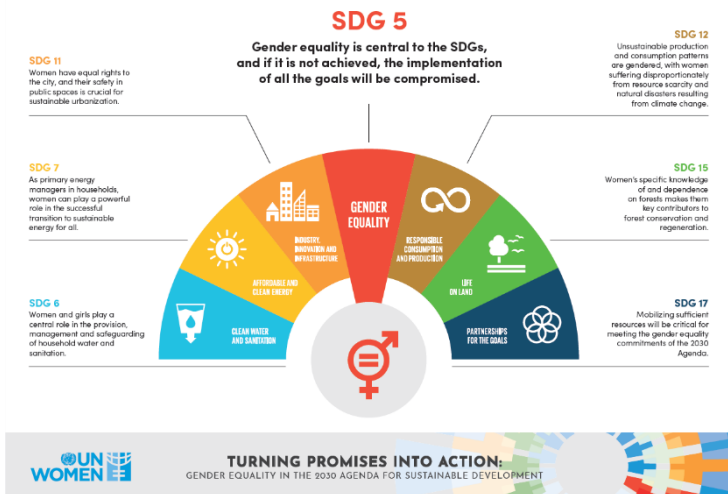 SDG 5
Gender equality is central to the SDGs,
and if it is not achieved, the implementation
of all the goals will be compromised.
SDG 11
Women have equal rights to
the city, and their safety in
public spaces is crucial for
sustainable urbanization.
SDG 12
Unsustainable production
and consumption patterns
are gendered, with women
suffering disproportionately
from resource scarcity and
natural disasters resulting
from climate change.
SDG 7
As primary energy
managers in households,
women can play a powerful
role in the successful
transition to sustainable
energy for all.
SDG 15
Women's specific knowledge
of and dependence
on forests makes them
key contributors to
forest conservation and
regeneration.
SDG 6
Women and girls play a
central role in the provision,
management and safeguarding
of household water and
sanitation.
SDG 17
Mobilizing sufficient
resources will be critical for
meeting the gender equality
commitments of the 2030
Agenda.
CLEAN WATER
AND SANITATION
AFFORDABLE AND
CLEAN ENERGY
INDUSTRY,
INNOVATION AND
INFRASTRUCTURE
GENDER
EQUALITY
RESPONSIBLE
CONSUMPTION
AND PRODUCTION
LIFE
ON LAND
PARTNERSHIPS
FOR THE GOALS
UN
WOMEN
TURNING PROMISES INTO ACTION:
GENDER EQUALITY IN THE 2030 AGENDA FOR SUSTAINABLE DEVELOPMENT